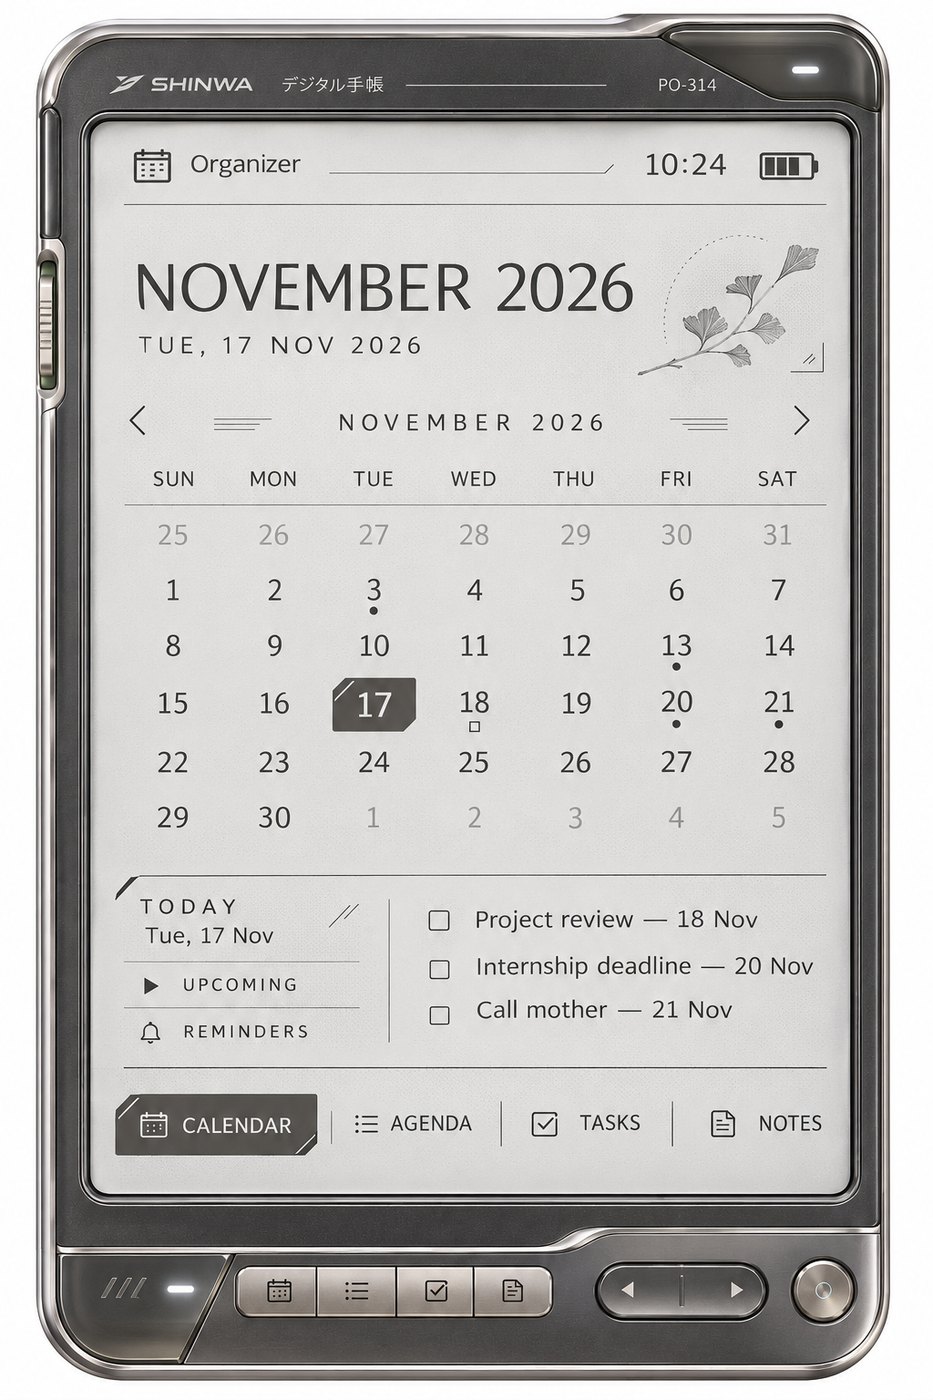 SHINWA デジタル手帳 PO-314
Organizer 10:24
NOVEMBER 2026
TUE, 17 NOV 2026
NOVEMBER 2026
SUN MON TUE WED THU FRI SAT
25 26 27 28 29 30 31
1 2 3 4 5 6 7
8 9 10 11 12 13 14
15 16 17 18 19 20 21
22 23 24 25 26 27 28
29 30 1 2 3 4 5
TODAY
Tue, 17 Nov
UPCOMING
REMINDERS
Project review — 18 Nov
Internship deadline — 20 Nov
Call mother — 21 Nov
CALENDAR AGENDA TASKS NOTES